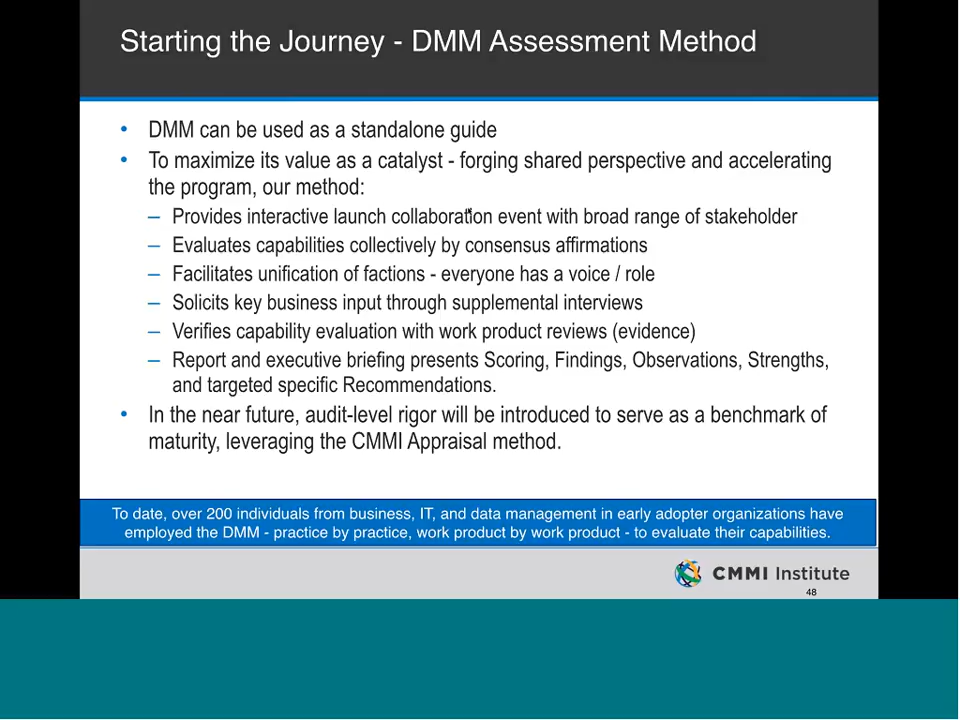 Starting the Journey - DMM Assessment Method
• DMM can be used as a standalone guide
• To maximize its value as a catalyst - forging shared perspective and accelerating
the program, our method:
– Provides interactive launch collaboration event with broad range of stakeholder
– Evaluates capabilities collectively by consensus affirmations
– Facilitates unification of factions - everyone has a voice / role
– Solicits key business input through supplemental interviews
– Verifies capability evaluation with work product reviews (evidence)
– Report and executive briefing presents Scoring, Findings, Observations, Strengths,
and targeted specific Recommendations.
• In the near future, audit-level rigor will be introduced to serve as a benchmark of
maturity, leveraging the CMMI Appraisal method.
To date, over 200 individuals from business, IT, and data management in early adopter organizations have
employed the DMM - practice by practice, work product by work product - to evaluate their capabilities.
CMMI Institute
48